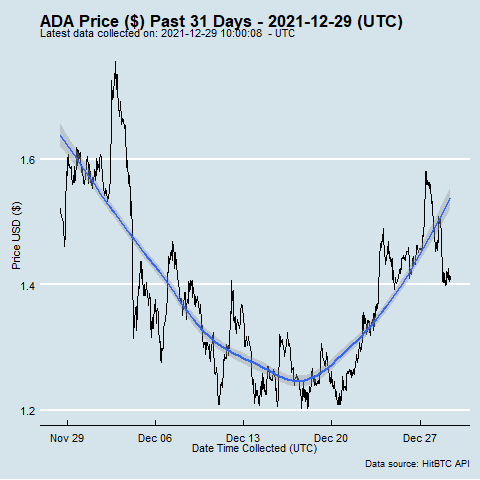 ADA Price ($) Past 31 Days - 2021-12-29 (UTC)
Latest data collected on: 2021-12-29 10:00:08 - UTC
1.6
1.4
1.2
Price USD ($)
Nov 29 Dec 06 Dec 13 Dec 20 Dec 27
Date Time Collected (UTC)
Data source: HitBTC API